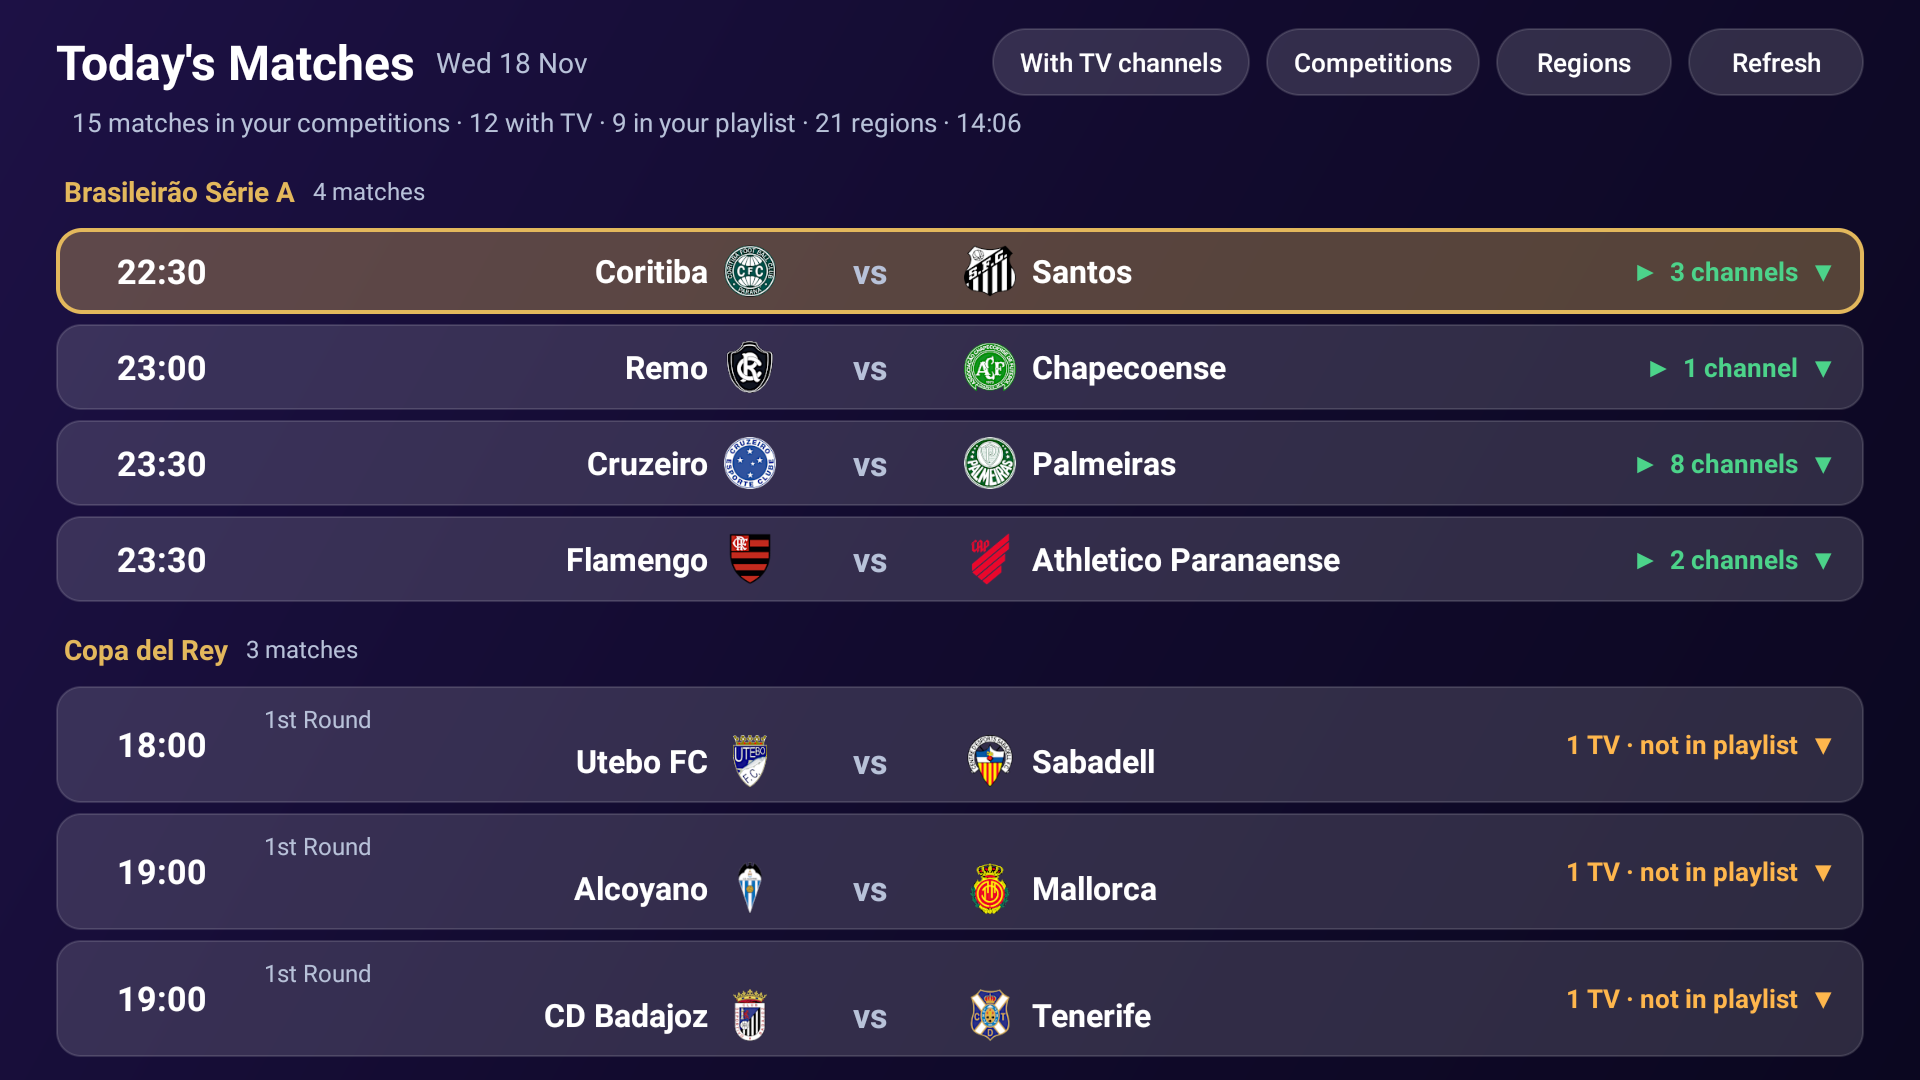 Today's Matches Wed 18 Nov With TV channels Competitions Regions Refresh
15 matches in your competitions · 12 with TV · 9 in your playlist · 21 regions · 14:06
Brasileirão Série A 4 matches
22:30 Coritiba vs Santos ► 3 channels ▼
23:00 Remo vs Chapecoense ► 1 channel ▼
23:30 Cruzeiro vs Palmeiras ► 8 channels ▼
23:30 Flamengo vs Athletico Paranaense ► 2 channels ▼
Copa del Rey 3 matches
1st Round
18:00 Utebo FC vs Sabadell 1 TV · not in playlist ▼
1st Round
19:00 Alcoyano vs Mallorca 1 TV · not in playlist ▼
1st Round
19:00 CD Badajoz vs Tenerife 1 TV · not in playlist ▼